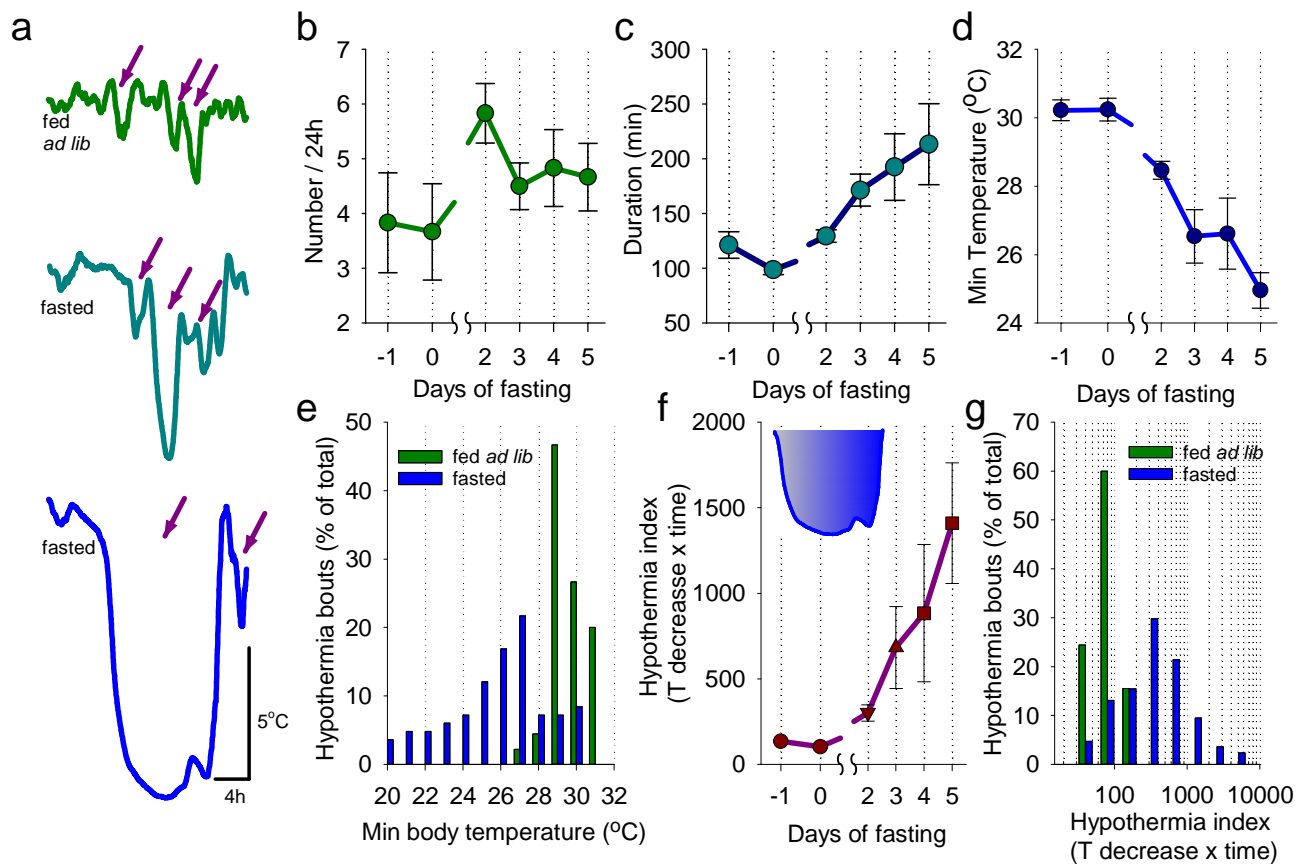 a
fed
ad lib
fasted
fasted
5°C
4h
b
Number / 24h
7
6
5
4
3
2
-1 0 2 3 4 5
Days of fasting
c
Duration (min)
300
250
200
150
100
50
-1 0 2 3 4 5
Days of fasting
d
Min Temperature (°C)
32
30
28
26
24
-1 0 2 3 4 5
Days of fasting
e
Hypothermia bouts (% of total)
50
40
30
20
10
0
fed ad lib
fasted
20 22 24 26 28 30 32
Min body temperature (°C)
f
Hypothermia index
(T decreasse x time)
2000
1500
1000
500
0
-1 0 2 3 4 5
Days of fasting
g
Hypothermia bouts (% of total)
70
60
50
40
30
20
10
0
fed ad lib
fasted
100 1000 10000
Hypothermia index
(T decrease x time)